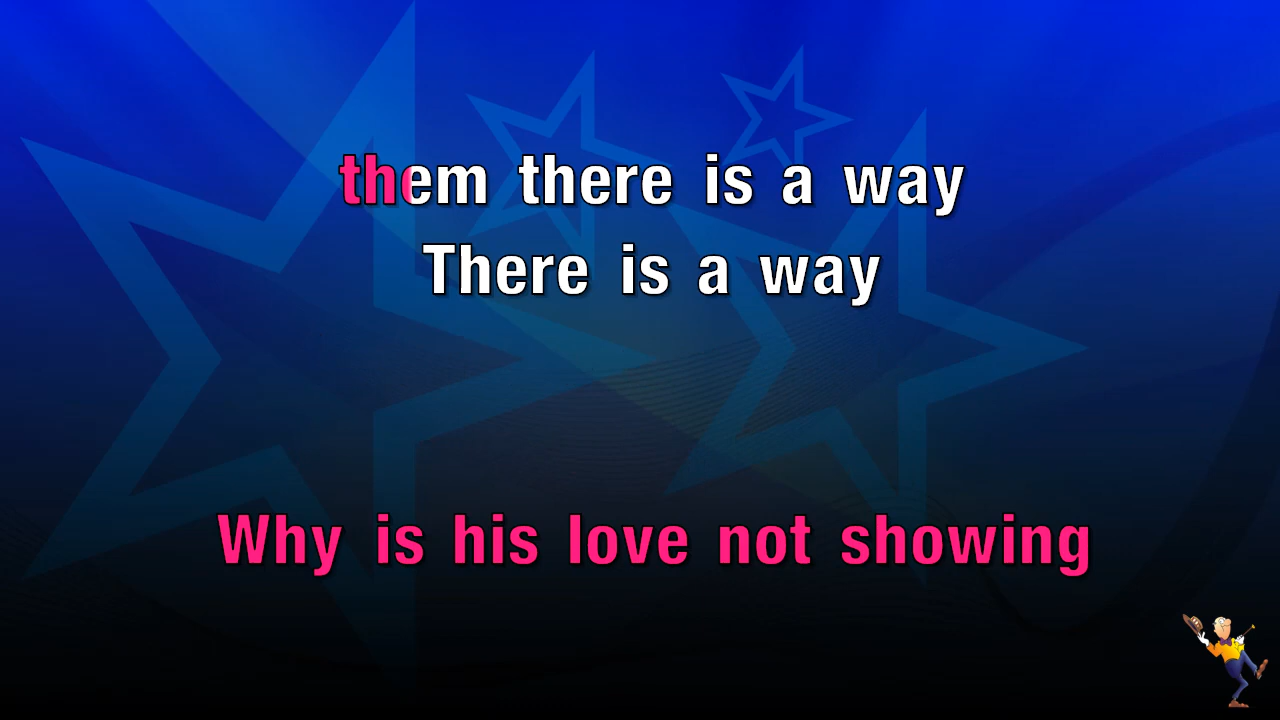 them there is a way
There is a way
Why is his love not showing